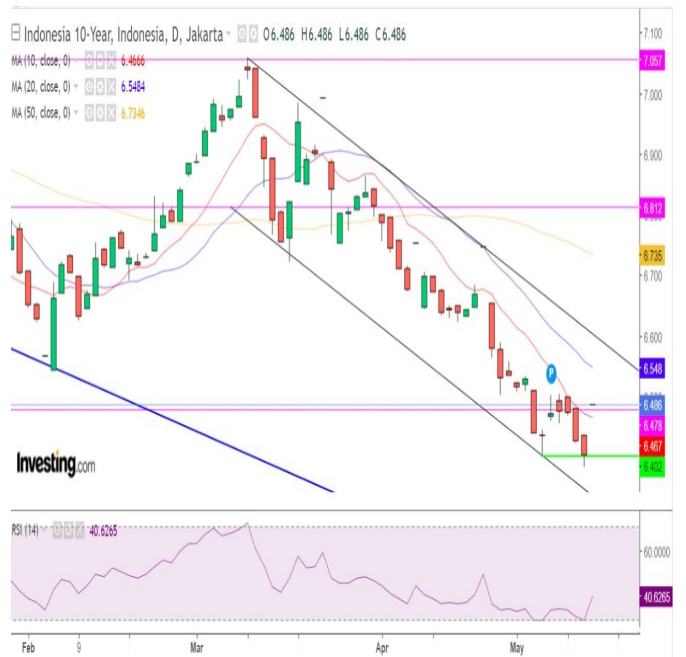 Indonesia 10-Year, Indonesia, D, Jakarta O6.486 H6.486 L6.486 C6.486
MA (10, close, 0) 6.4666
MA (20, close, 0) 6.5484
MA (50, close, 0) 6.7346
7.100
7.057
7.000
6.900
6.812
6.735
6.700
6.600
6.548
6.486
6.478
6.467
6.402
P
Investing.com
RSI (14) 40.6265
60.0000
40.6265
Feb 9 Mar Apr May